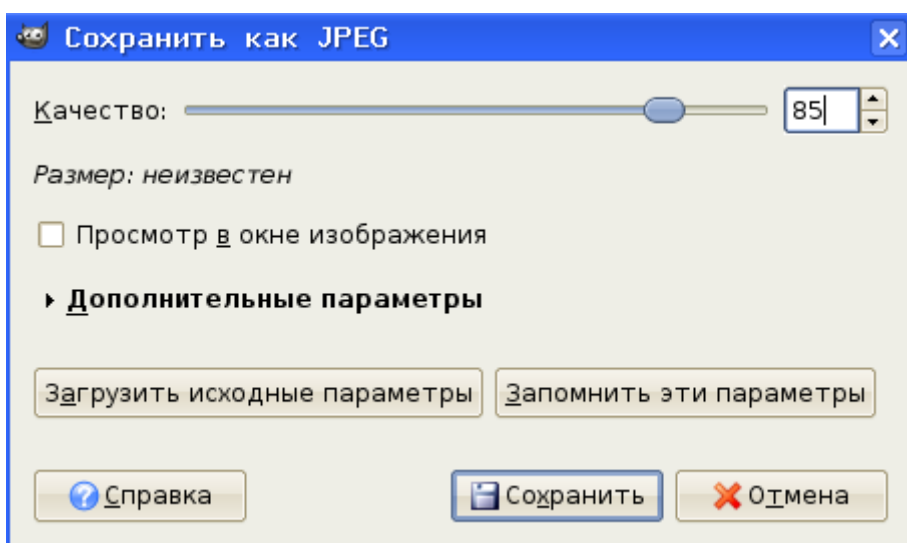 Сохранить как JPEG
Качество: 85
Размер: неизвестен
Просмотр в окне изображения
Дополнительные параметры
Загрузить исходные параметры Запомнить эти параметры
Справка Сохранить Отмена